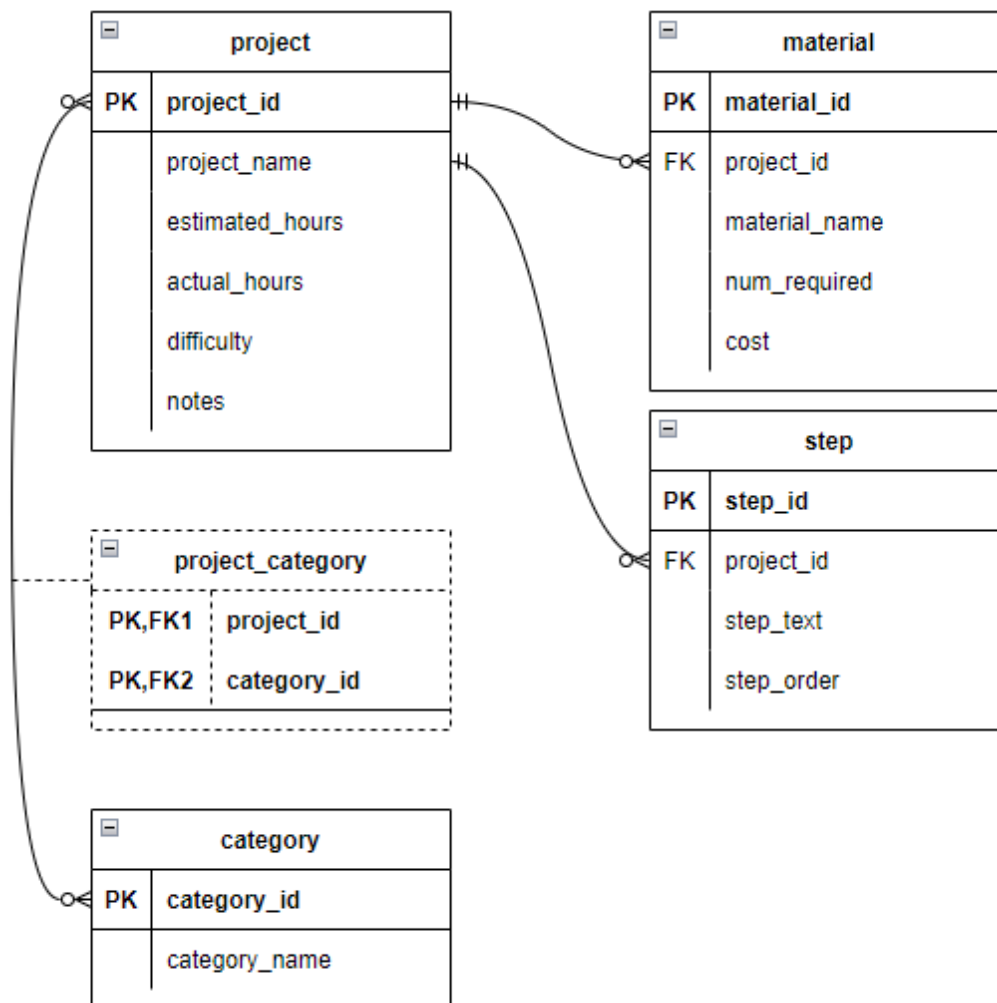 project
PK project_id
project_name
estimated_hours
actual_hours
difficulty
notes
material
PK material_id
FK project_id
material_name
num_required
cost
step
PK step_id
FK project_id
step_text
step_order
project_category
PK,FK1 project_id
PK,FK2 category_id
category
PK category_id
category_name